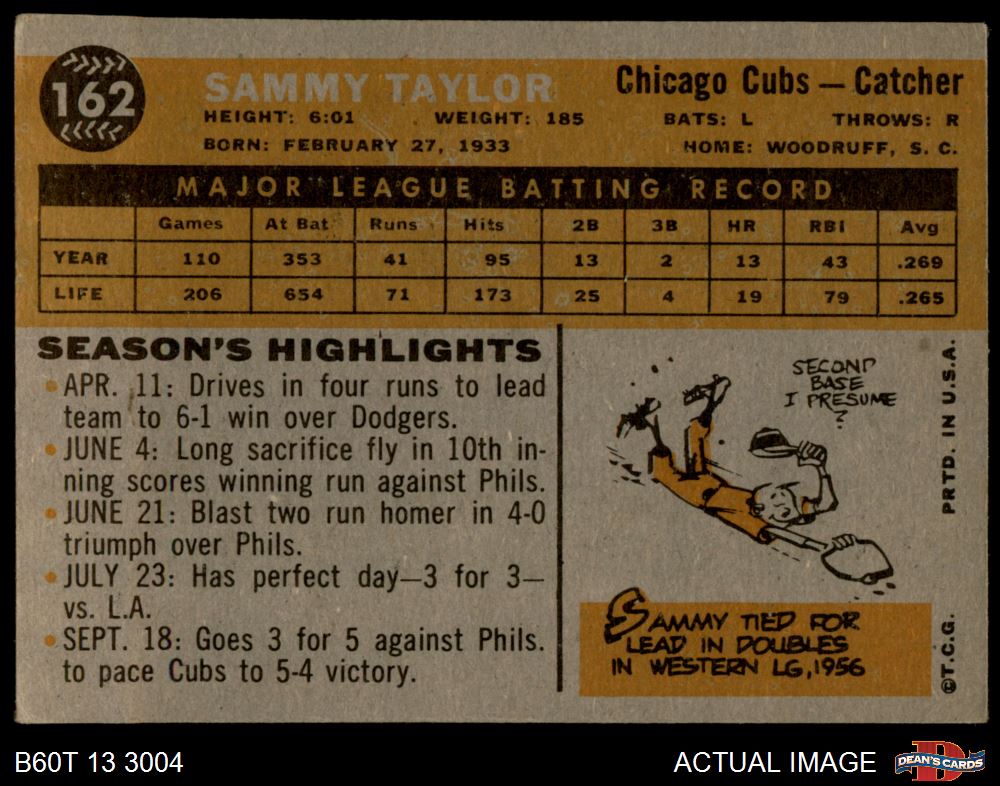 162
SAMMY TAYLOR
Chicago Cubs — Catcher
HEIGHT: 6:01 WEIGHT: 185 BATS: L THROWS: R
BORN: FEBRUARY 27, 1933 HOME: WOODRUFF, S. C.
MAJOR LEAGUE BATTING RECORD
Games At Bat Runs Hits 2B 3B HR RBI Avg
YEAR 110 353 41 95 13 2 13 43 .269
LIFE 206 654 71 173 25 4 19 79 .265
SEASON'S HIGHLIGHTS
• APR. 11: Drives in four runs to lead
team to 6-1 win over Dodgers.
• JUNE 4: Long sacrifice fly in 10th in-
ning scores winning run against Phils.
• JUNE 21: Blast two run homer in 4-0
triumph over Phils.
• JULY 23: Has perfect day—3 for 3—
vs. L.A.
• SEPT. 18: Goes 3 for 5 against Phils.
to pace Cubs to 5-4 victory.
SECOND
BASE
I PRESUME
?
SAMMY TIED FOR
LEAD IN DOUBLES
IN WESTERN LG, 1956
©T.C.G. PRTD. IN U.S.A.
B60T 13 3004
ACTUAL IMAGE
D
DEAN'S CARDS